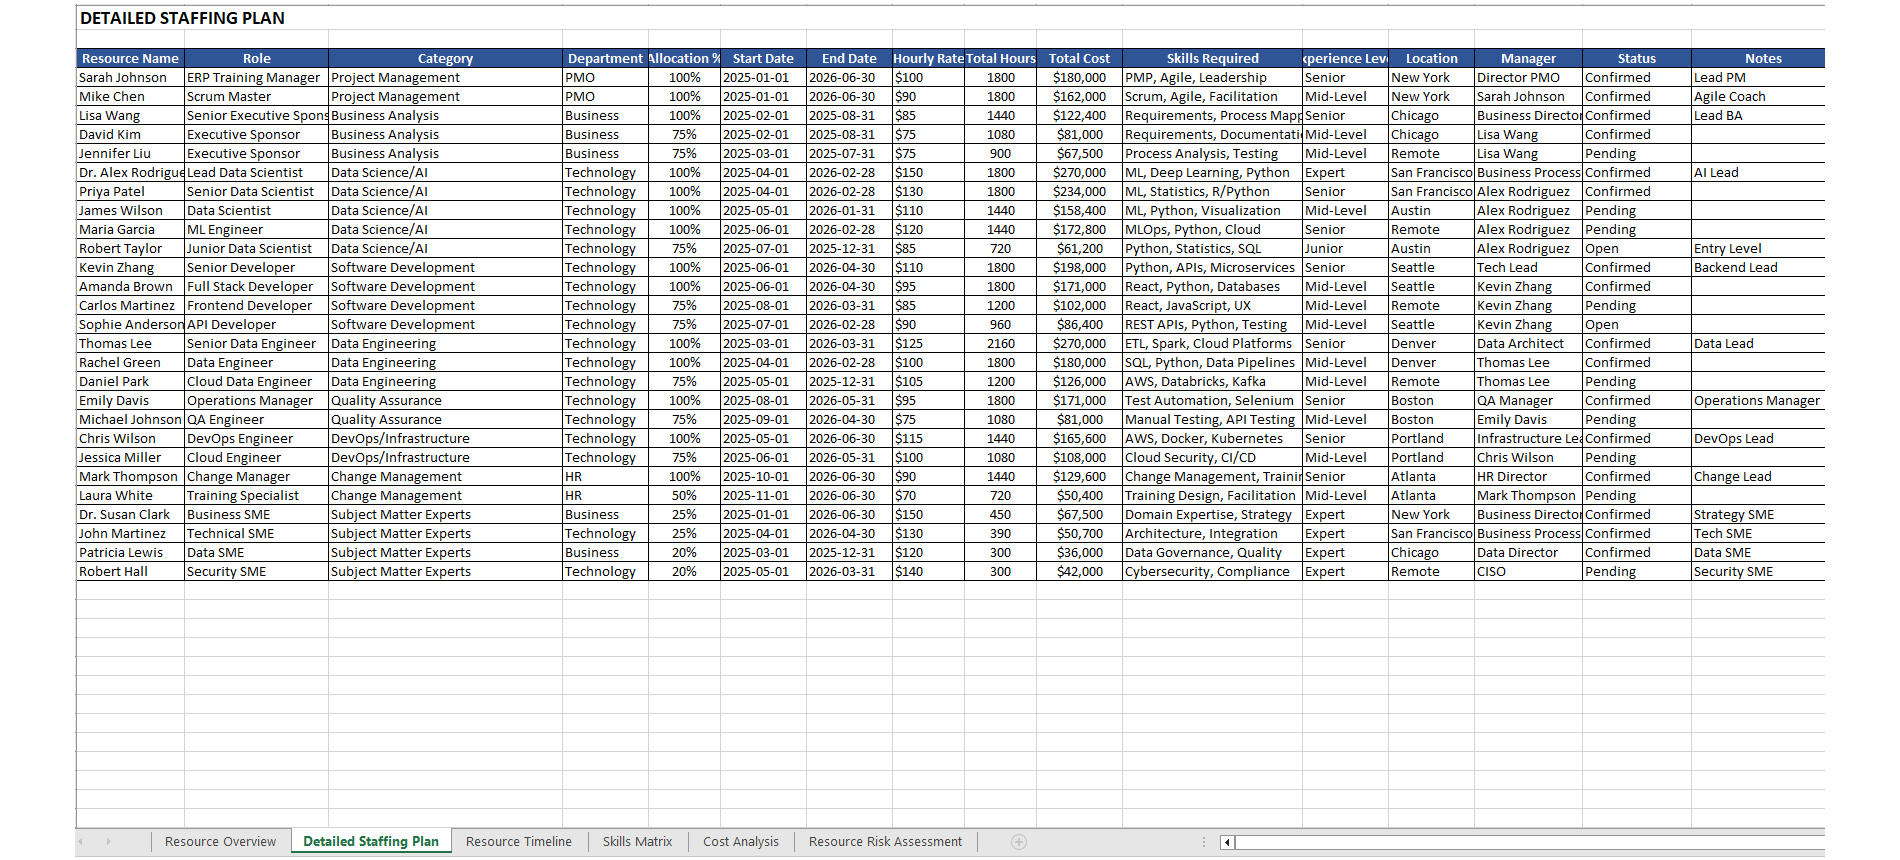 DETAILED STAFFING PLAN
Resource Name Role Category Department Allocation % Start Date End Date Hourly Rate Total Hours Total Cost Skills Required xperience Leve Location Manager Status Notes
Sarah Johnson ERP Training Manager Project Management PMO 100% 2025-01-01 2026-06-30 $100 1800 $180,000 PMP, Agile, Leadership Senior New York Director PMO Confirmed Lead PM
Mike Chen Scrum Master Project Management PMO 100% 2025-01-01 2026-06-30 $90 1800 $162,000 Scrum, Agile, Facilitation Mid-Level New York Sarah Johnson Confirmed Agile Coach
Lisa Wang Senior Executive Spons Business Analysis Business 100% 2025-02-01 2025-08-31 $85 1440 $122,400 Requirements, Process Mapp Senior Chicago Business Director Confirmed Lead BA
David Kim Executive Sponsor Business Analysis Business 75% 2025-02-01 2025-08-31 $75 1080 $81,000 Requirements, Documentati Mid-Level Chicago Lisa Wang Confirmed
Jennifer Liu Executive Sponsor Business Analysis Business 75% 2025-03-01 2025-07-31 $75 900 $67,500 Process Analysis, Testing Mid-Level Remote Lisa Wang Pending
Dr. Alex Rodrigue Lead Data Scientist Data Science/AI Technology 100% 2025-04-01 2026-02-28 $150 1800 $270,000 ML, Deep Learning, Python Expert San Francisco Business Process Confirmed AI Lead
Priya Patel Senior Data Scientist Data Science/AI Technology 100% 2025-04-01 2026-02-28 $130 1800 $234,000 ML, Statistics, R/Python Senior San Francisco Alex Rodriguez Confirmed
James Wilson Data Scientist Data Science/AI Technology 100% 2025-05-01 2026-01-31 $110 1440 $158,400 ML, Python, Visualization Mid-Level Austin Alex Rodriguez Pending
Maria Garcia ML Engineer Data Science/AI Technology 100% 2025-06-01 2026-02-28 $120 1440 $172,800 MLOps, Python, Cloud Senior Remote Alex Rodriguez Pending
Robert Taylor Junior Data Scientist Data Science/AI Technology 75% 2025-07-01 2025-12-31 $85 720 $61,200 Python, Statistics, SQL Junior Austin Alex Rodriguez Open Entry Level
Kevin Zhang Senior Developer Software Development Technology 100% 2025-06-01 2026-04-30 $110 1800 $198,000 Python, APIs, Microservices Senior Seattle Tech Lead Confirmed Backend Lead
Amanda Brown Full Stack Developer Software Development Technology 100% 2025-06-01 2026-04-30 $95 1800 $171,000 React, Python, Databases Mid-Level Seattle Kevin Zhang Confirmed
Carlos Martinez Frontend Developer Software Development Technology 75% 2025-08-01 2026-03-31 $85 1200 $102,000 React, JavaScript, UX Mid-Level Remote Kevin Zhang Pending
Sophie Anderson API Developer Software Development Technology 75% 2025-07-01 2026-02-28 $90 960 $86,400 REST APIs, Python, Testing Mid-Level Seattle Kevin Zhang Open
Thomas Lee Senior Data Engineer Data Engineering Technology 100% 2025-03-01 2026-03-31 $125 2160 $270,000 ETL, Spark, Cloud Platforms Senior Denver Data Architect Confirmed Data Lead
Rachel Green Data Engineer Data Engineering Technology 100% 2025-04-01 2026-02-28 $100 1800 $180,000 SQL, Python, Data Pipelines Mid-Level Denver Thomas Lee Confirmed
Daniel Park Cloud Data Engineer Data Engineering Technology 75% 2025-05-01 2025-12-31 $105 1200 $126,000 AWS, Databricks, Kafka Mid-Level Remote Thomas Lee Pending
Emily Davis Operations Manager Quality Assurance Technology 100% 2025-08-01 2026-05-31 $95 1800 $171,000 Test Automation, Selenium Senior Boston QA Manager Confirmed Operations Manager
Michael Johnson QA Engineer Quality Assurance Technology 75% 2025-09-01 2026-04-30 $75 1080 $81,000 Manual Testing, API Testing Mid-Level Boston Emily Davis Pending
Chris Wilson DevOps Engineer DevOps/Infrastructure Technology 100% 2025-05-01 2026-06-30 $115 1440 $165,600 AWS, Docker, Kubernetes Senior Portland Infrastructure Lea Confirmed DevOps Lead
Jessica Miller Cloud Engineer DevOps/Infrastructure Technology 75% 2025-06-01 2026-05-31 $100 1080 $108,000 Cloud Security, CI/CD Mid-Level Portland Chris Wilson Pending
Mark Thompson Change Manager Change Management HR 100% 2025-10-01 2026-06-30 $90 1440 $129,600 Change Management, Trainin Senior Atlanta HR Director Confirmed Change Lead
Laura White Training Specialist Change Management HR 50% 2025-11-01 2026-06-30 $70 720 $50,400 Training Design, Facilitation Mid-Level Atlanta Mark Thompson Pending
Dr. Susan Clark Business SME Subject Matter Experts Business 25% 2025-01-01 2026-06-30 $150 450 $67,500 Domain Expertise, Strategy Expert New York Business Director Confirmed Strategy SME
John Martinez Technical SME Subject Matter Experts Technology 25% 2025-04-01 2026-04-30 $130 390 $50,700 Architecture, Integration Expert San Francisco Business Process Confirmed Tech SME
Patricia Lewis Data SME Subject Matter Experts Business 20% 2025-03-01 2025-12-31 $120 300 $36,000 Data Governance, Quality Expert Chicago Data Director Confirmed Data SME
Robert Hall Security SME Subject Matter Experts Technology 20% 2025-05-01 2026-03-31 $140 300 $42,000 Cybersecurity, Compliance Expert Remote CISO Pending Security SME
Resource Overview Detailed Staffing Plan Resource Timeline Skills Matrix Cost Analysis Resource Risk Assessment